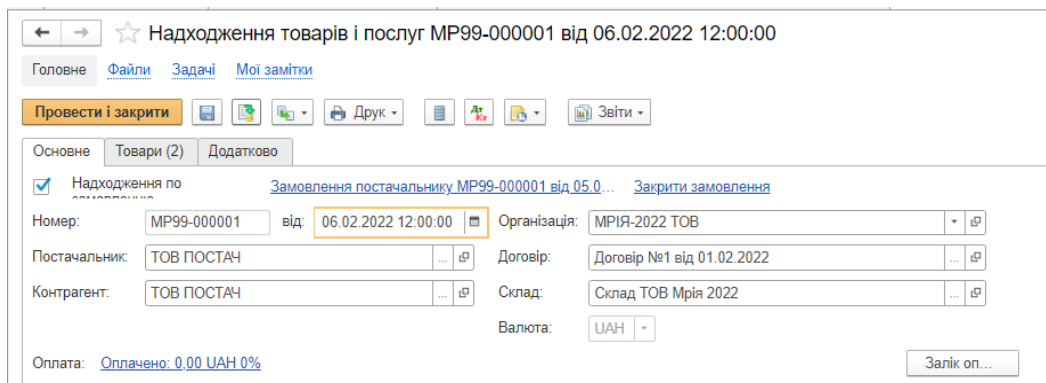 Надходження товарів і послуг МР99-000001 від 06.02.2022 12:00:00
Головне Файли Задачі Мої замітки
Провести і закрити Друк Звіти
Основне Товари (2) Додатково
Надходження по Замовлення постачальнику МР99-000001 від 05.0... Закрити замовлення
Номер: МР99-000001 від: 06.02.2022 12:00:00 Організація: МРІЯ-2022 ТОВ
Постачальник: ТОВ ПОСТАЧ Договір: Договір №1 від 01.02.2022
Контрагент: ТОВ ПОСТАЧ Склад: Склад ТОВ Мрія 2022
Валюта: UAH
Оплата: Оплачено: 0,00 UAH 0% Залік оп...